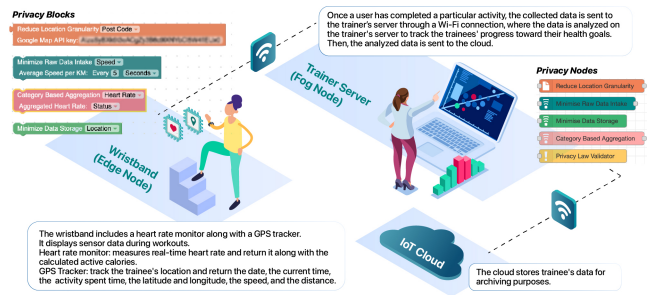 Privacy Blocks
Reduce Location Granularity Post Code
Google Map API key:
Minimize Raw Data Intake Speed
Average Speed per KM: Every 5 Seconds
Category Based Aggregation Heart Rate
Aggregated Heart Rate: Status
Minimize Data Storage Location
Once a user has completed a particular activity, the collected data is sent to
the trainer's server through a Wi-Fi connection, where the data is analyzed on
the trainer's server to track the trainees' progress toward their health goals.
Then, the analyzed data is sent to the cloud.
Wristband
(Edge Node)
Trainer Server
(Fog Node)
Privacy Nodes
Reduce Location Granularity
Minimise Raw Data Intake
Minimise Data Storage
Category Based Aggregation
Privacy Law Validator
The wristband includes a heart rate monitor along with a GPS tracker.
It displays sensor data during workouts.
Heart rate monitor: measures real-time heart rate and return it along with the
calculated active calories.
GPS Tracker: track the trainee's location and return the date, the current time,
the activity spent time, the latitude and longitude, the speed, and the distance.
IoT Cloud
The cloud stores trainee's data for
archiving purposes.